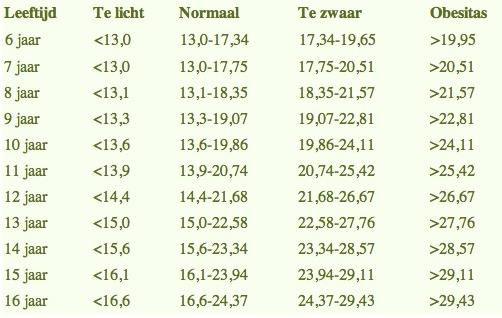 Leeftijd Te licht Normaal Te zwaar Obesitas
6 jaar <13,0 13,0-17,34 17,34-19,65 >19,95
7 jaar <13,0 13,0-17,75 17,75-20,51 >20,51
8 jaar <13,1 13,1-18,35 18,35-21,57 >21,57
9 jaar <13,3 13,3-19,07 19,07-22,81 >22,81
10 jaar <13,6 13,6-19,86 19,86-24,11 >24,11
11 jaar <13,9 13,9-20,74 20,74-25,42 >25,42
12 jaar <14,4 14,4-21,68 21,68-26,67 >26,67
13 jaar <15,0 15,0-22,58 22,58-27,76 >27,76
14 jaar <15,6 15,6-23,34 23,34-28,57 >28,57
15 jaar <16,1 16,1-23,94 23,94-29,11 >29,11
16 jaar <16,6 16,6-24,37 24,37-29,43 >29,43